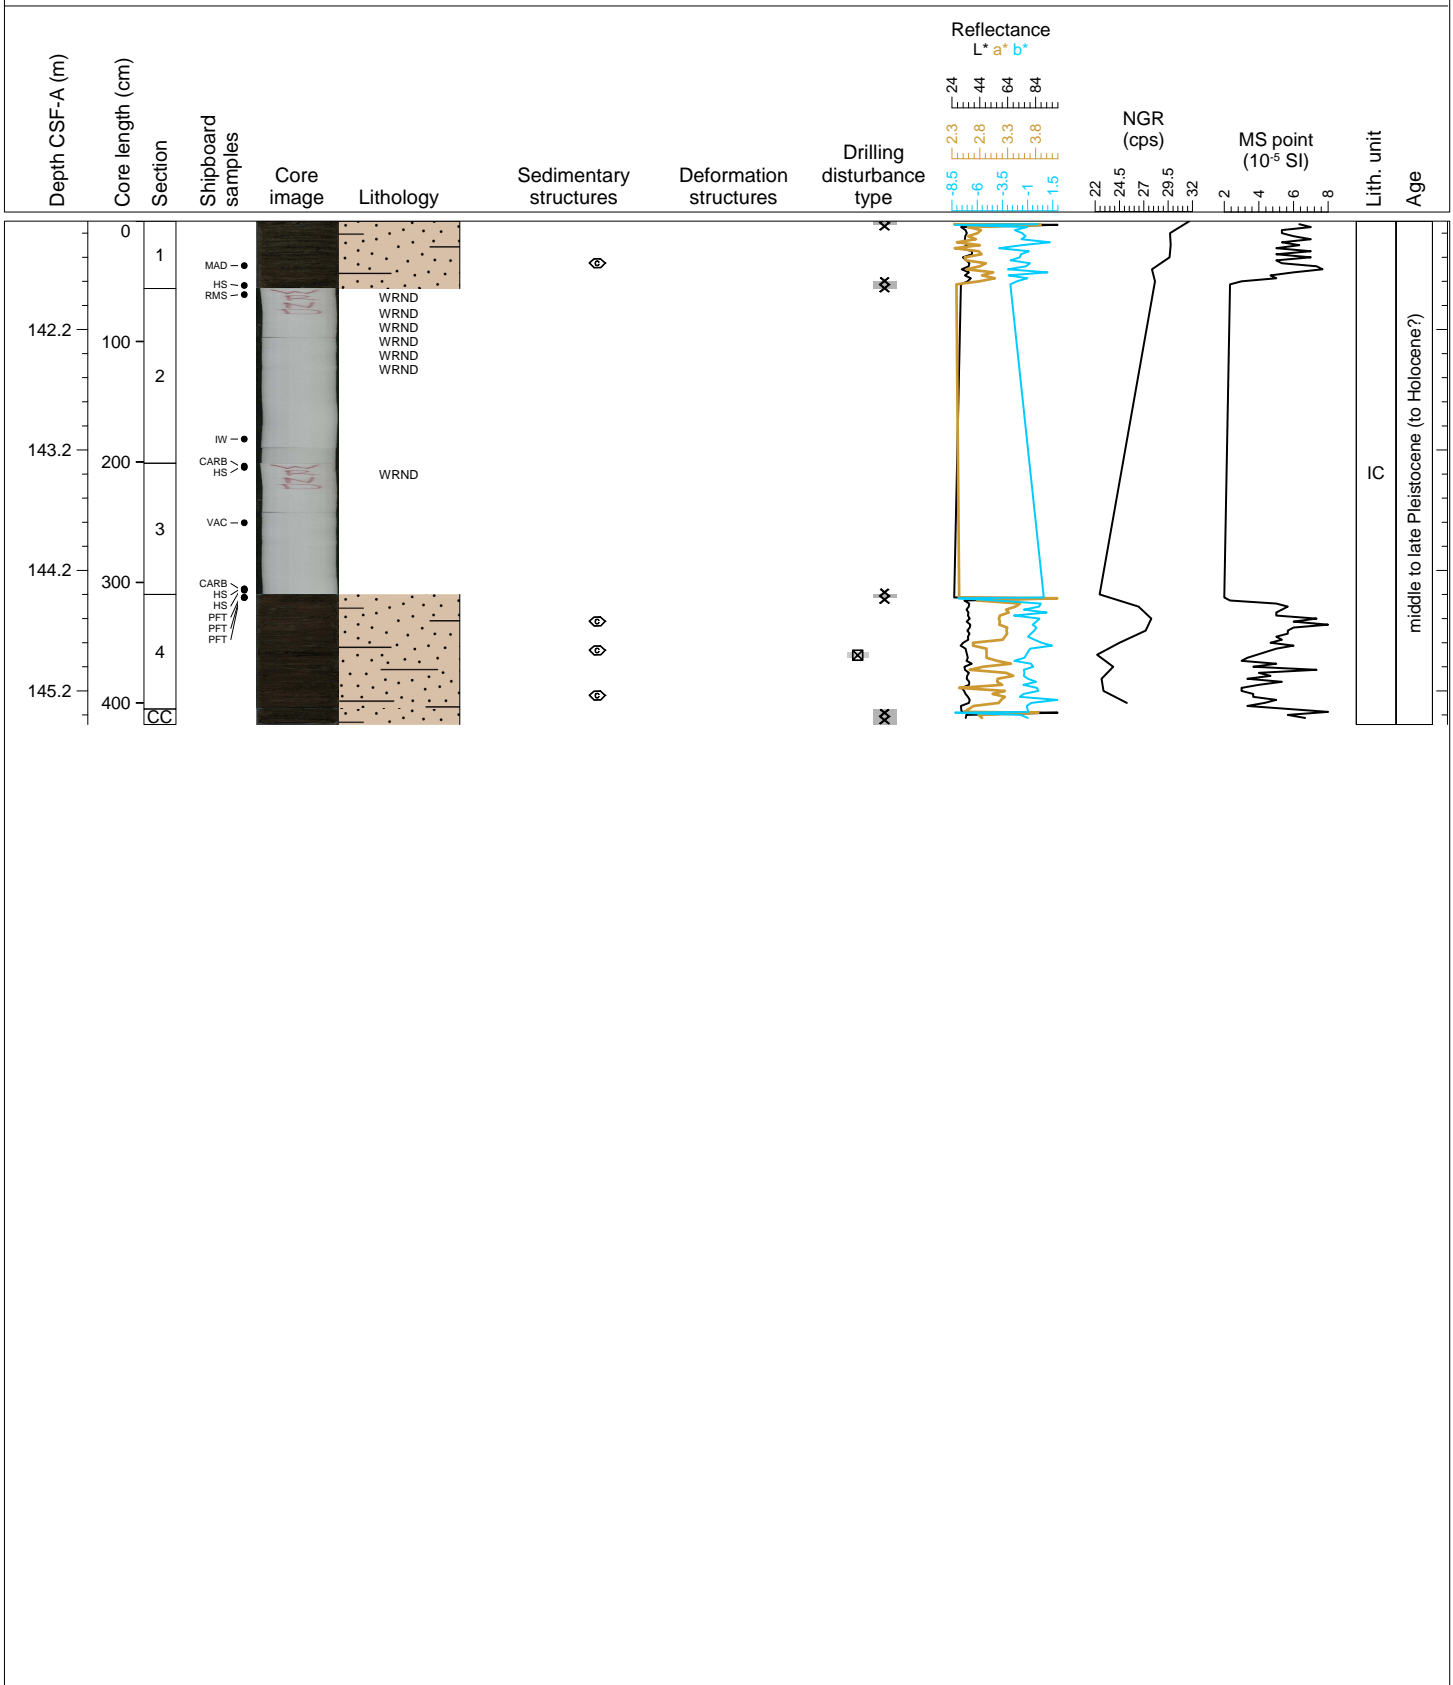 Depth CSF-A (m)
Core length (cm)
Section
Shipboard
samples
Core
image
Lithology
Sedimentary
structures
Deformation
structures
Drilling
disturbance
type
Reflectance
L* a* b*
24 44 64 84
2.3 2.8 3.3 3.8
-8.5 -6 -3.5 -1 1.5
NGR
(cps)
22 24.5 27 29.5 32
MS point
(10-5 SI)
2 4 6 8
Lith. unit
Age
0
1
MAD
C
HS
RMS
WRND
WRND
142.2
WRND
100
WRND
WRND
WRND
2
IW
143.2
200
CARB
HS
WRND
IC
middle to late Pleistocene (to Holocene?)
VAC
3
144.2
300
CARB
HS
HS
PFT
PFT
PFT
C
4
C
145.2
C
400
CC